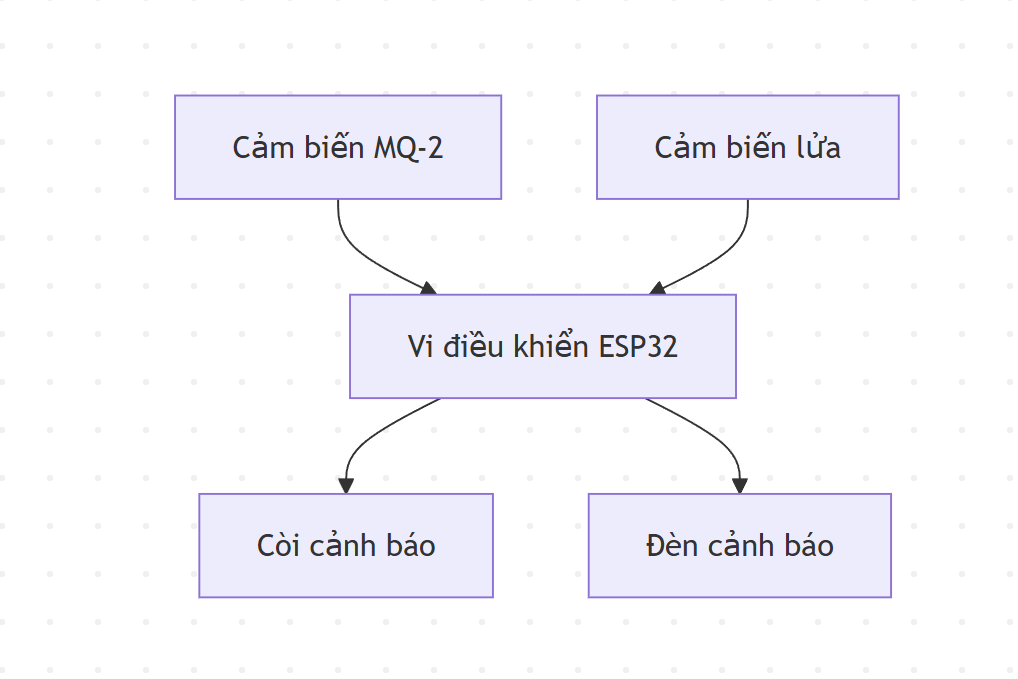 Cảm biến MQ-2
Cảm biến lửa
Vi điều khiển ESP32
Còi cảnh báo
Đèn cảnh báo